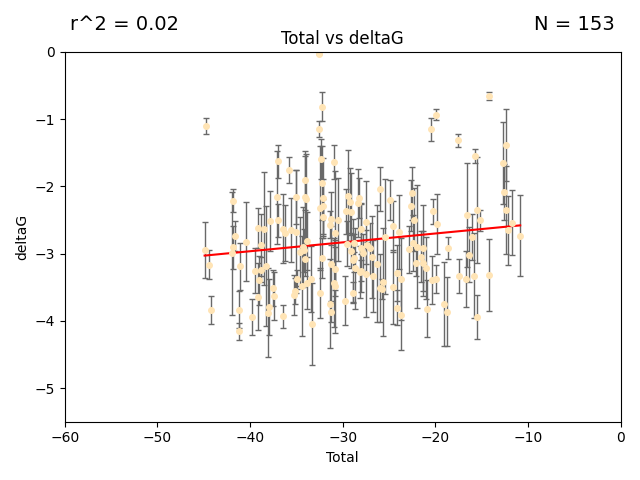 r^2 = 0.02
N = 153
Total vs deltaG
0
−1
−2
−3
−4
−5
deltaG
−60 −50 −40 −30 −20 −10 0
Total